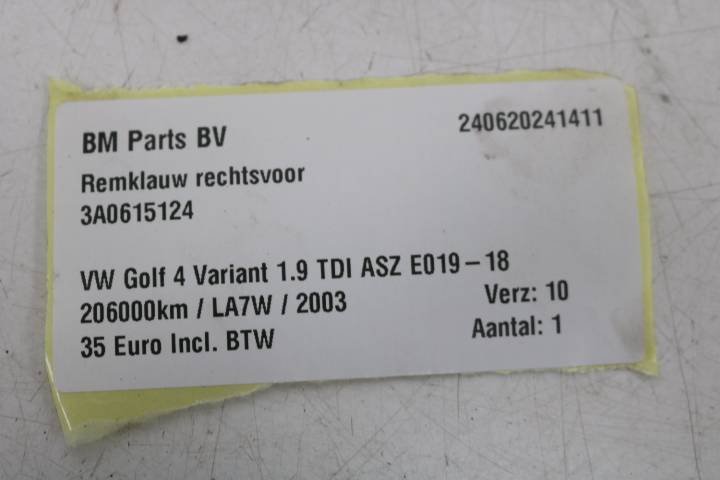 BM Parts BV
240620241411
Remklauw rechtsvoor
3A0615124
VW Golf 4 Variant 1.9 TDI ASZ E019-18
206000km / LA7W / 2003
Verz: 10
35 Euro Incl. BTW
Aantal: 1